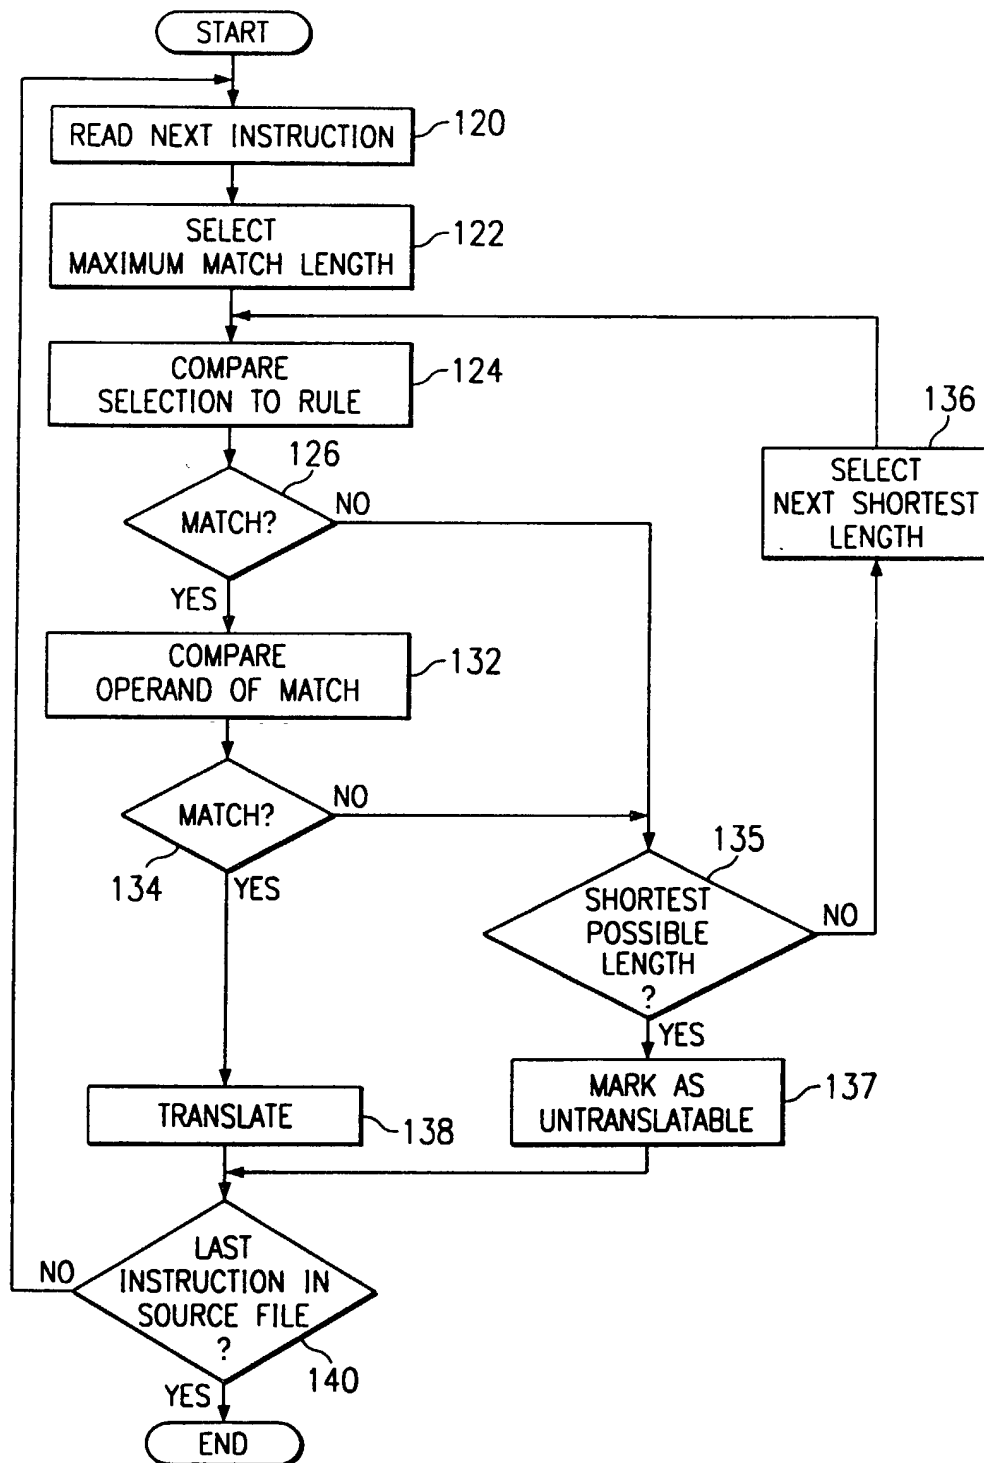 START
READ NEXT INSTRUCTION
120
SELECT
MAXIMUM MATCH LENGTH
122
COMPARE
SELECTION TO RULE
124
126
MATCH?
NO
YES
136
SELECT
NEXT SHORTEST
LENGTH
COMPARE
OPERAND OF MATCH
132
MATCH?
NO
134
YES
135
SHORTEST
POSSIBLE
LENGTH
?
NO
YES
MARK AS
UNTRANSLATABLE
137
TRANSLATE
138
LAST
INSTRUCTION IN
SOURCE FILE
?
NO
140
YES
END